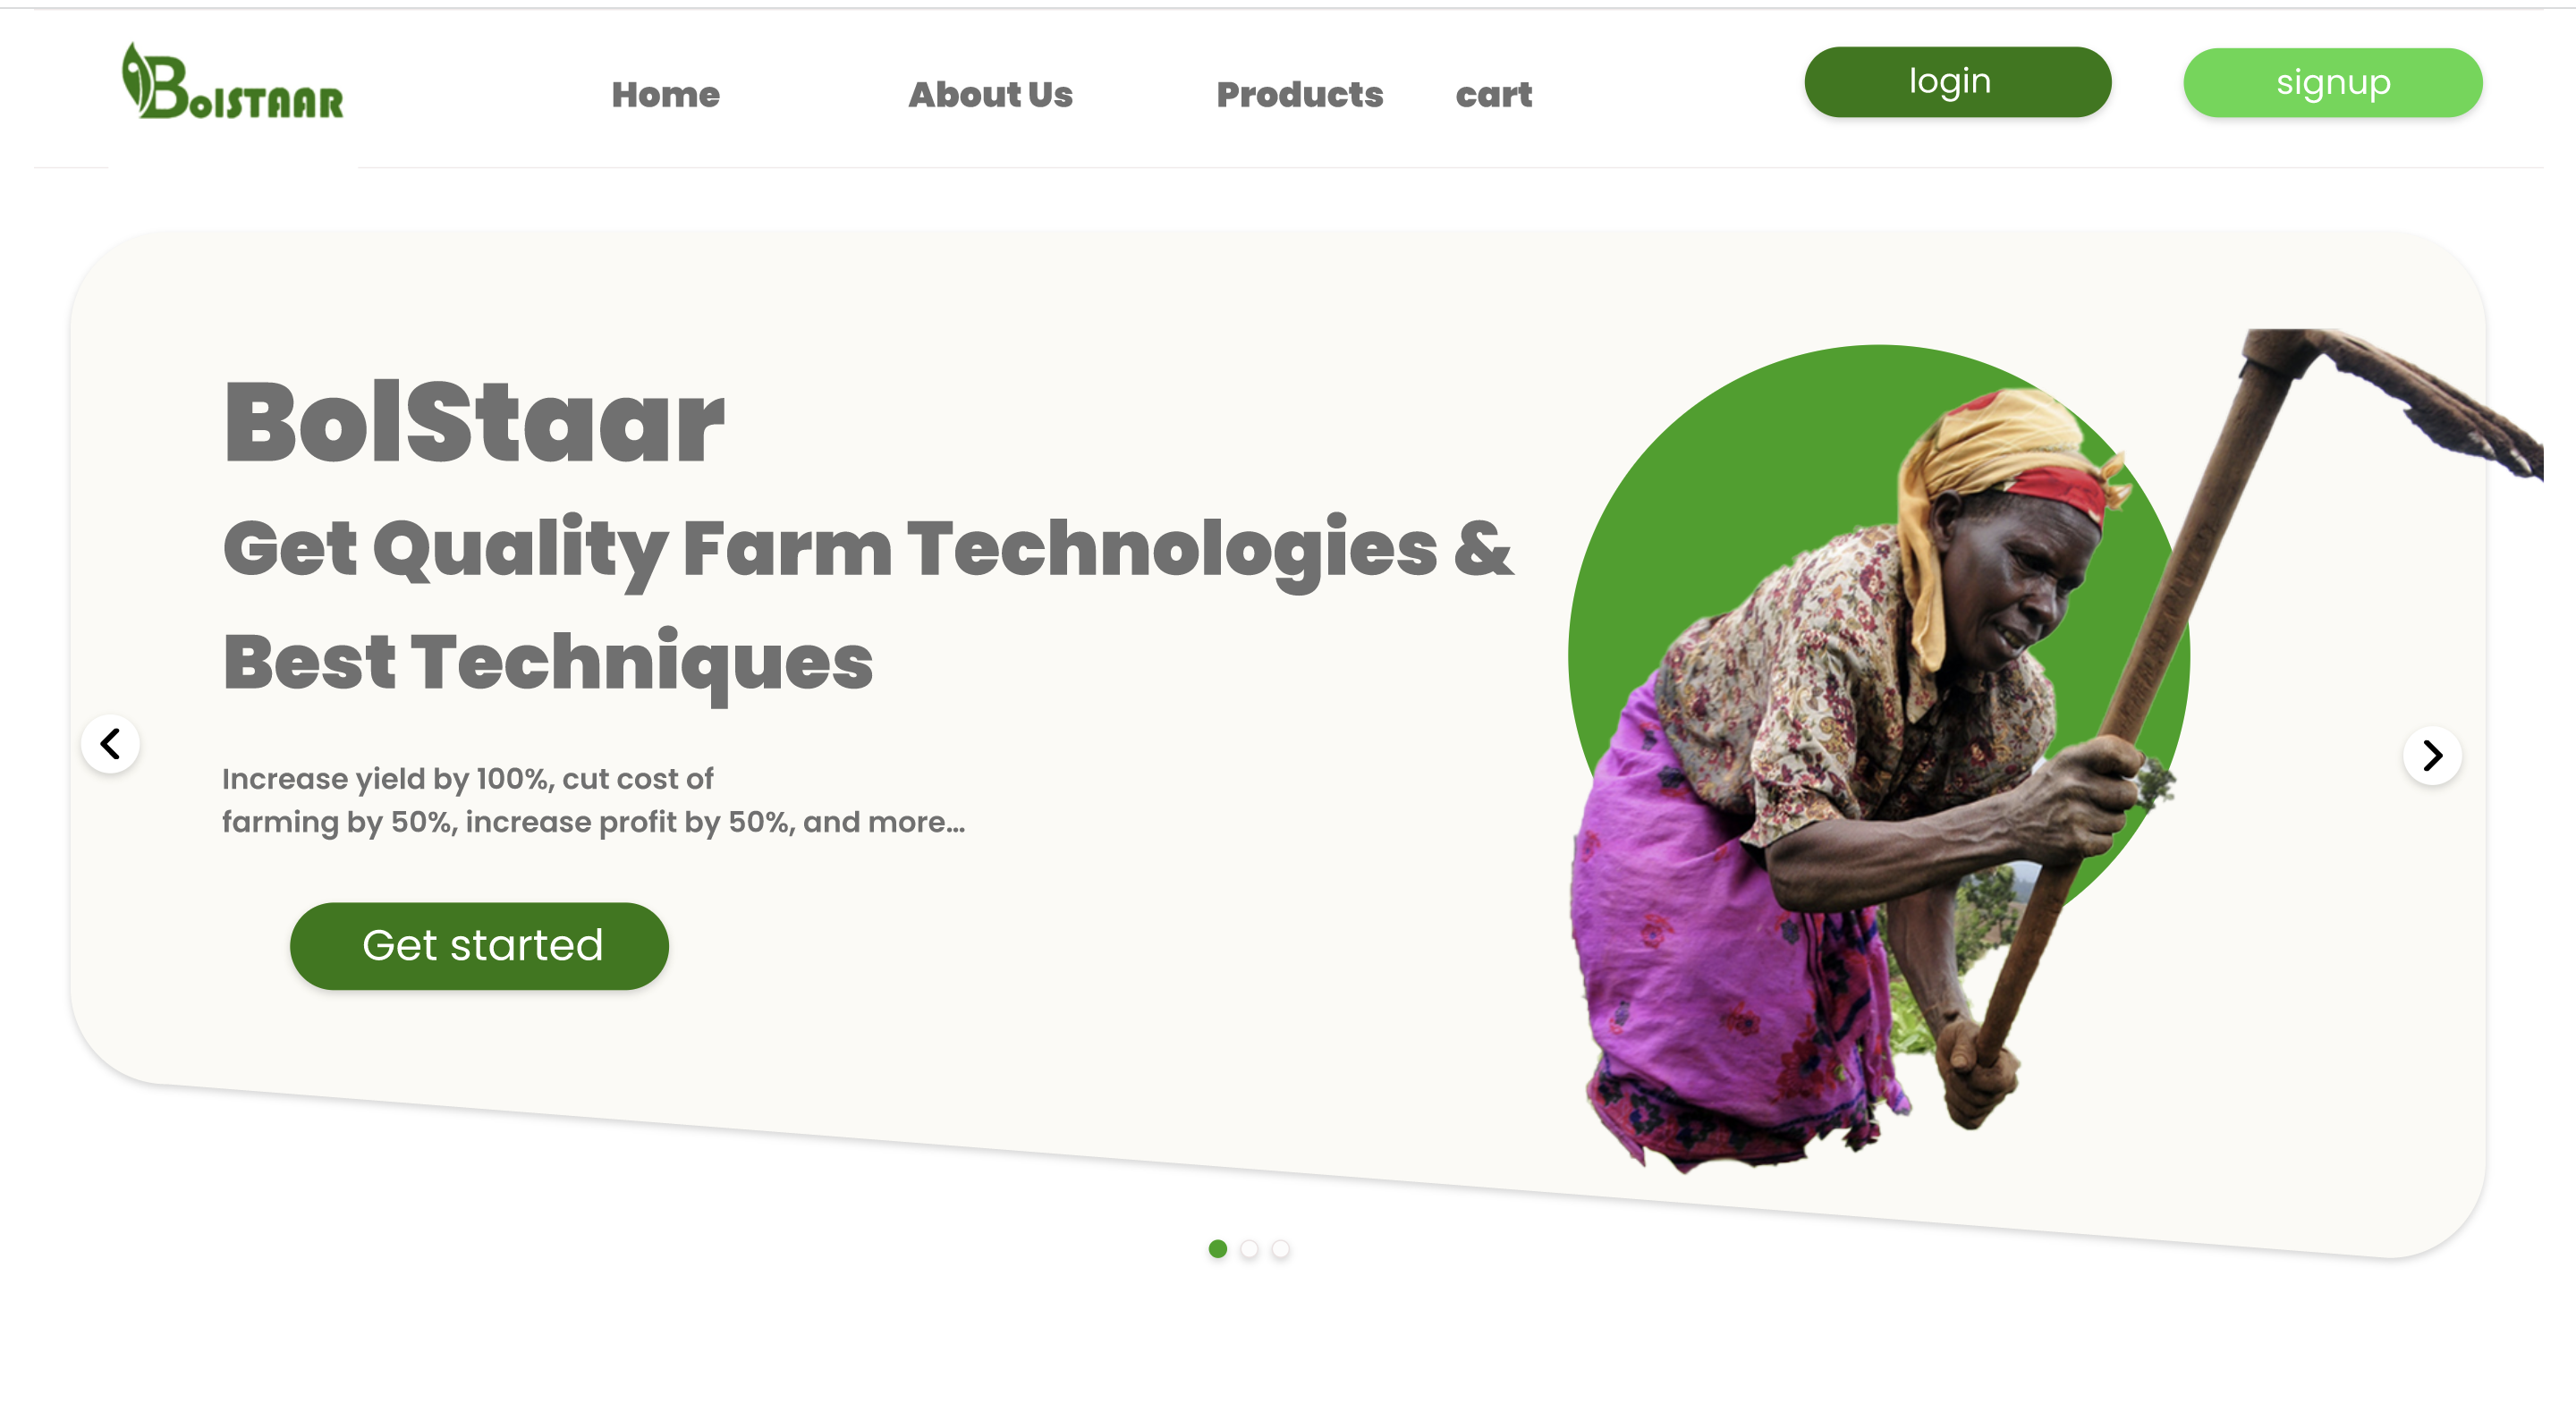 BolSTAAR
Home About Us Products cart login signup
BolStaar
Get Quality Farm Technologies &
Best Techniques
Increase yield by 100%, cut cost of
farming by 50%, increase profit by 50%, and more...
Get started